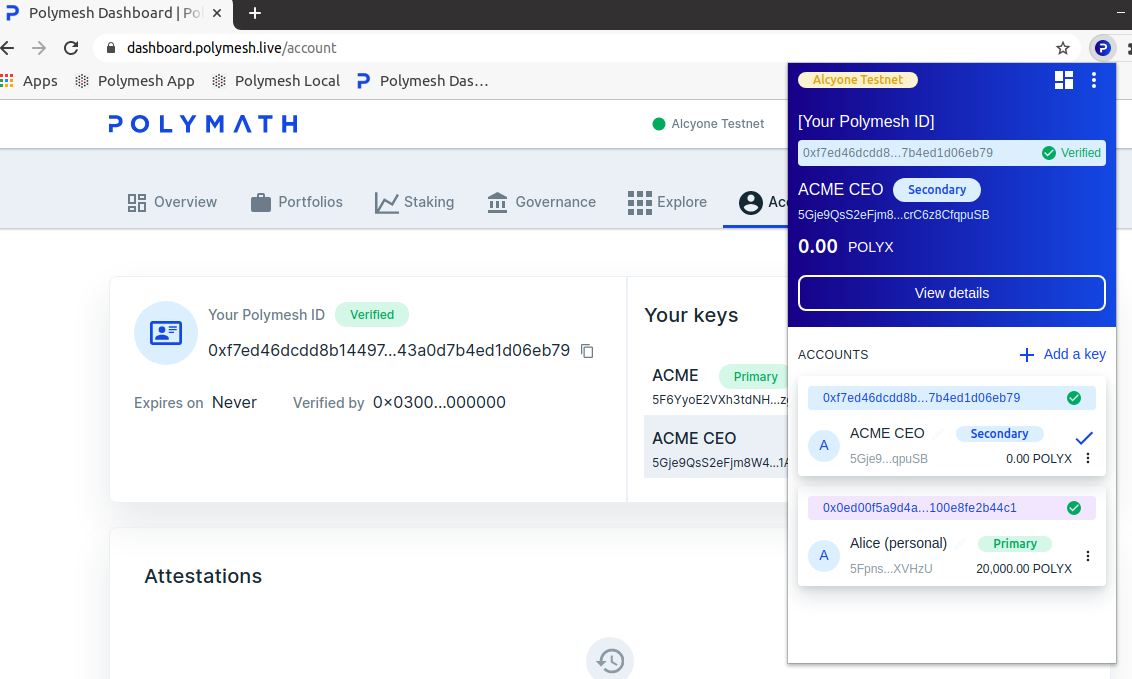 Polymesh Dashboard | Po
dashboard.polymesh.live/account
Apps
Polymesh App
Polymesh Local
Polymesh Das…
POLYMATH
Alcyone Testnet
Overview
Portfolios
Staking
Governance
Explore
Acc
Your Polymesh ID
Verified
0xf7ed46dcdd8b14497...43a0d7b4ed1d06eb79
Expires on Never
Verified by 0x0300...000000
Your keys
ACME
Primary
5F6YyoE2VXh3tdNH...z
ACME CEO
5Gje9QsS2eFjm8W4...1A
Attestations
Alcyone Testnet
[Your Polymesh ID]
0xf7ed46dcdd8...7b4ed1d06eb79
Verified
ACME CEO
Secondary
5Gje9QsS2eFjm8...crC6z8CfqpuSB
0.00 POLYX
View details
ACCOUNTS
Add a key
0xf7ed46dcdd8b...7b4ed1d06eb79
A
ACME CEO
Secondary
5Gje9...qpuSB
0.00 POLYX
0x0ed00f5a9d4a...100e8fe2b44c1
A
Alice (personal)
Primary
5Fpns...XVHzU
20,000.00 POLYX